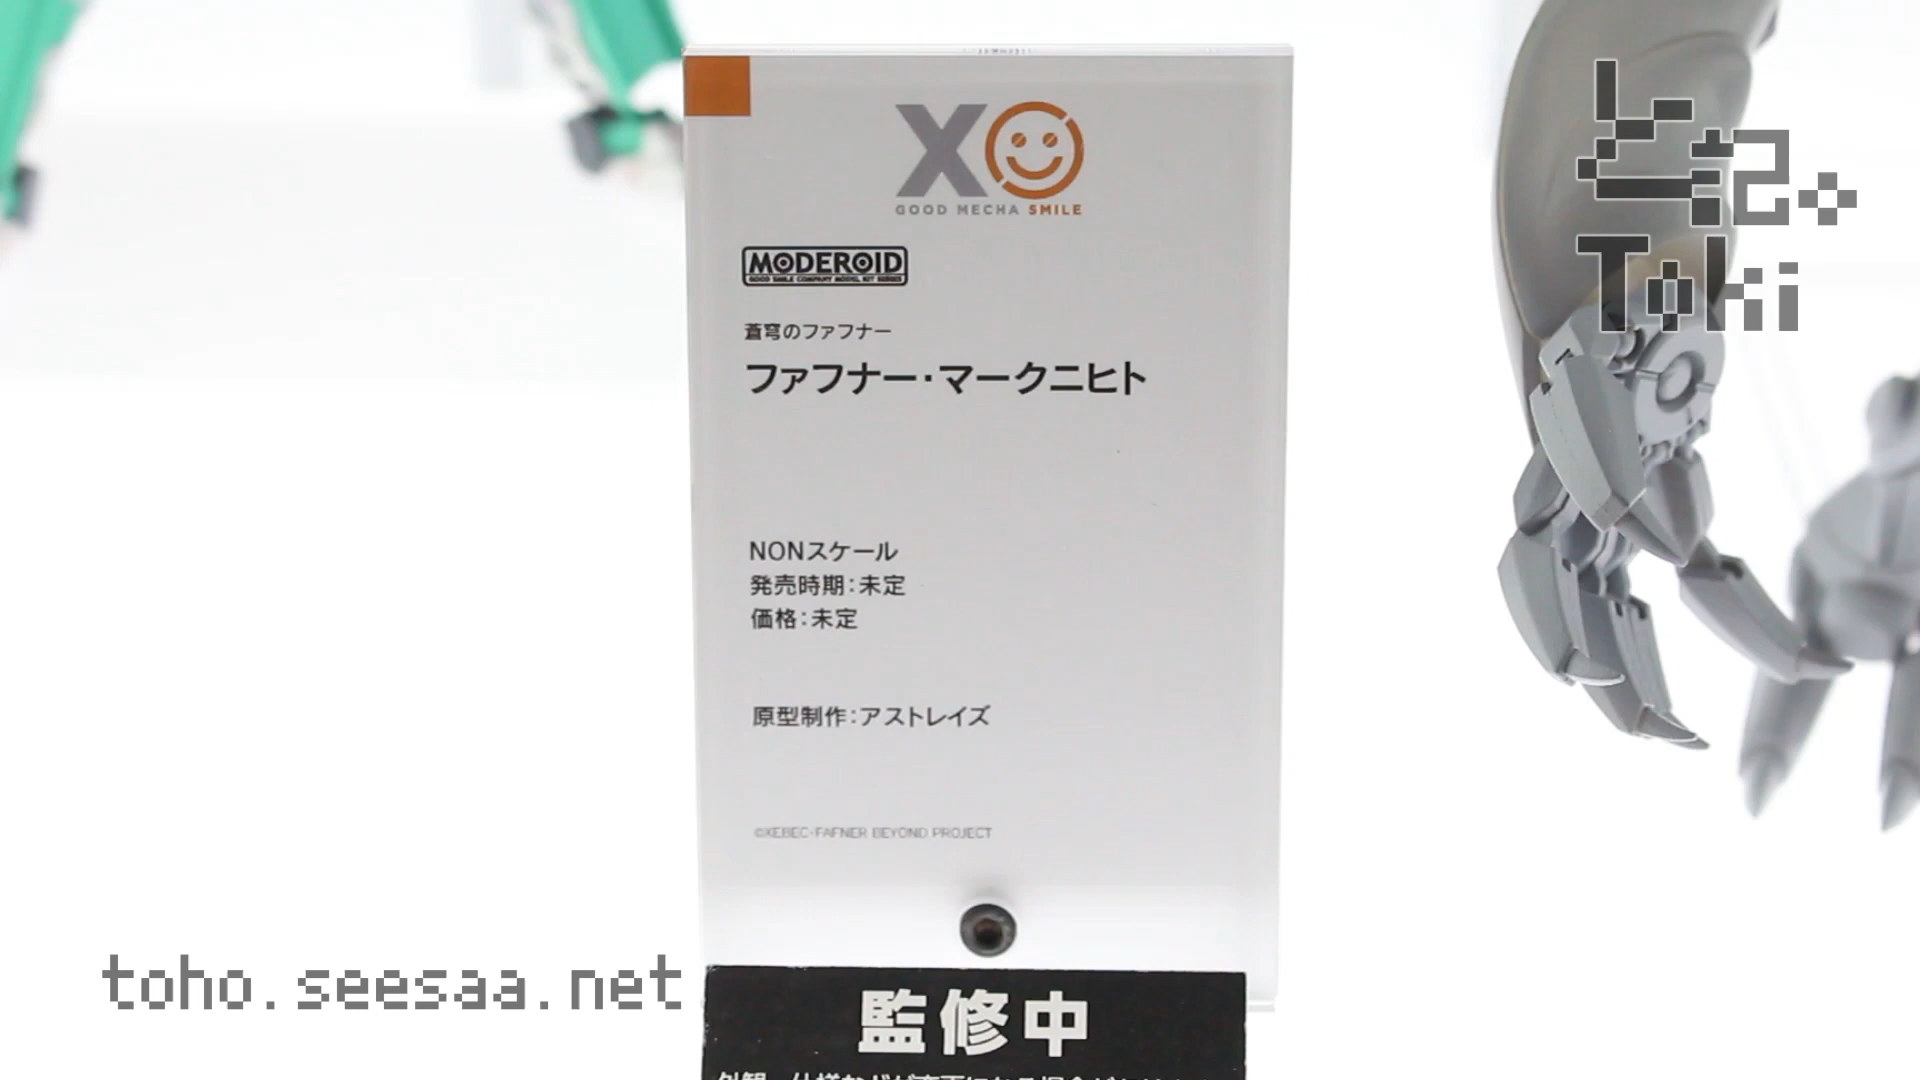 XO
GOOD MECHA SMILE
MODEROID
GOOD SMILE COMPANY MODEL KIT SERIES
蒼穹のファフナー
ファフナー・マークニヒト
NONスケール
発売時期：未定
価格：未定
原型制作：アストレイズ
©XEBEC・FAFNER BEYOND PROJECT
監修中
と記。
Toki
toho.seesaa.net